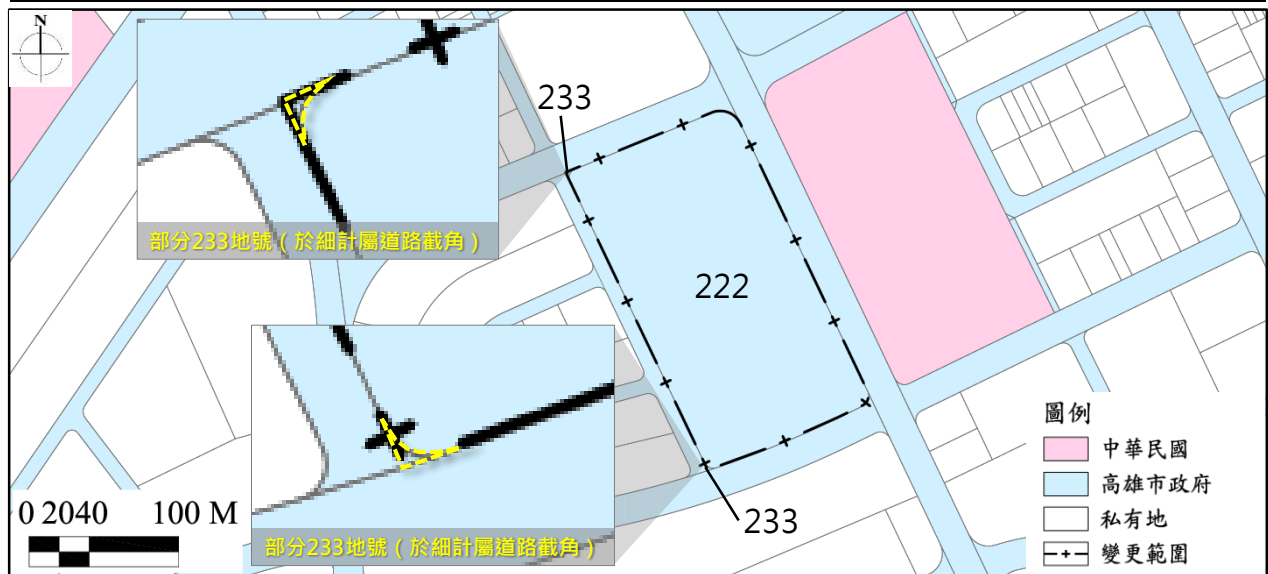 N
233
部分233地號（於細計屬道路截角）
222
部分233地號（於細計屬道路截角）
233
0 2040 100 M
圖例
中華民國
高雄市政府
私有地
變更範圍